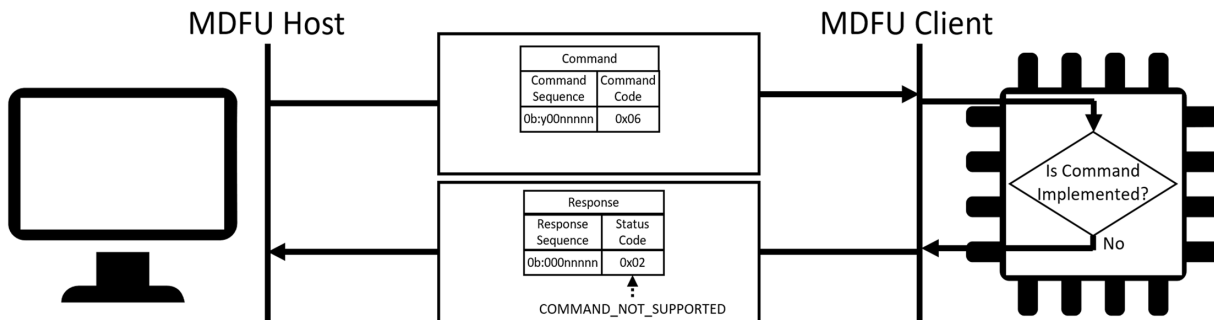 MDFU Host
MDFU Client
Command
Command Sequence
Command Code
0b:y00nnnnn
0x06
Is Command
Implemented?
No
Response
Response Sequence
Status Code
0b:000nnnnn
0x02
COMMAND_NOT_SUPPORTED